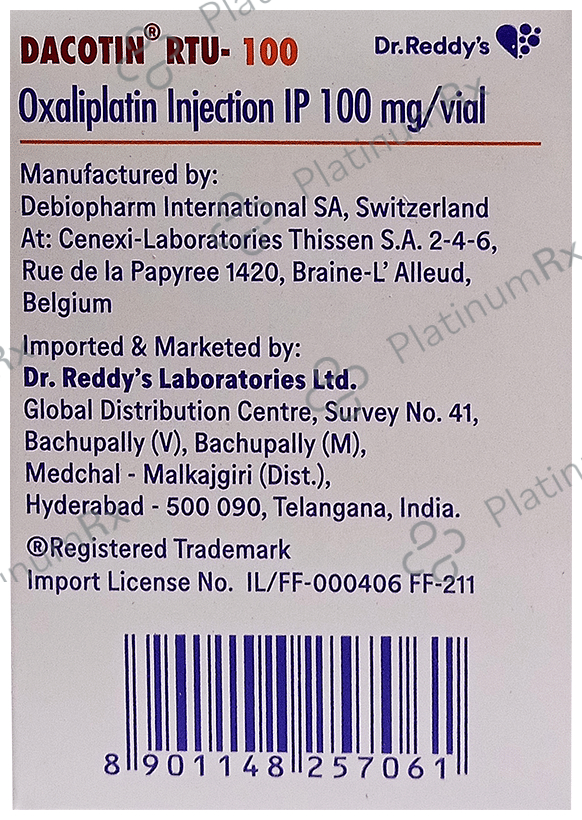 DACOTIN® RTU- 100
Dr.Reddy's
Oxaliplatin Injection IP 100 mg/vial
Manufactured by:
Debiopharm International SA, Switzerland
At: Cenexi-Laboratories Thissen S.A. 2-4-6,
Rue de la Papyree 1420, Braine-L' Alleud,
Belgium
Imported & Marketed by:
Dr. Reddy's Laboratories Ltd.
Global Distribution Centre, Survey No. 41,
Bachupally (V), Bachupally (M),
Medchal - Malkajgiri (Dist.),
Hyderabad - 500 090, Telangana, India.
®Registered Trademark
Import License No. IL/FF-000406 FF-211
8 901148 257061
PlatinumRx
PlatinumRx
PlatinumRx